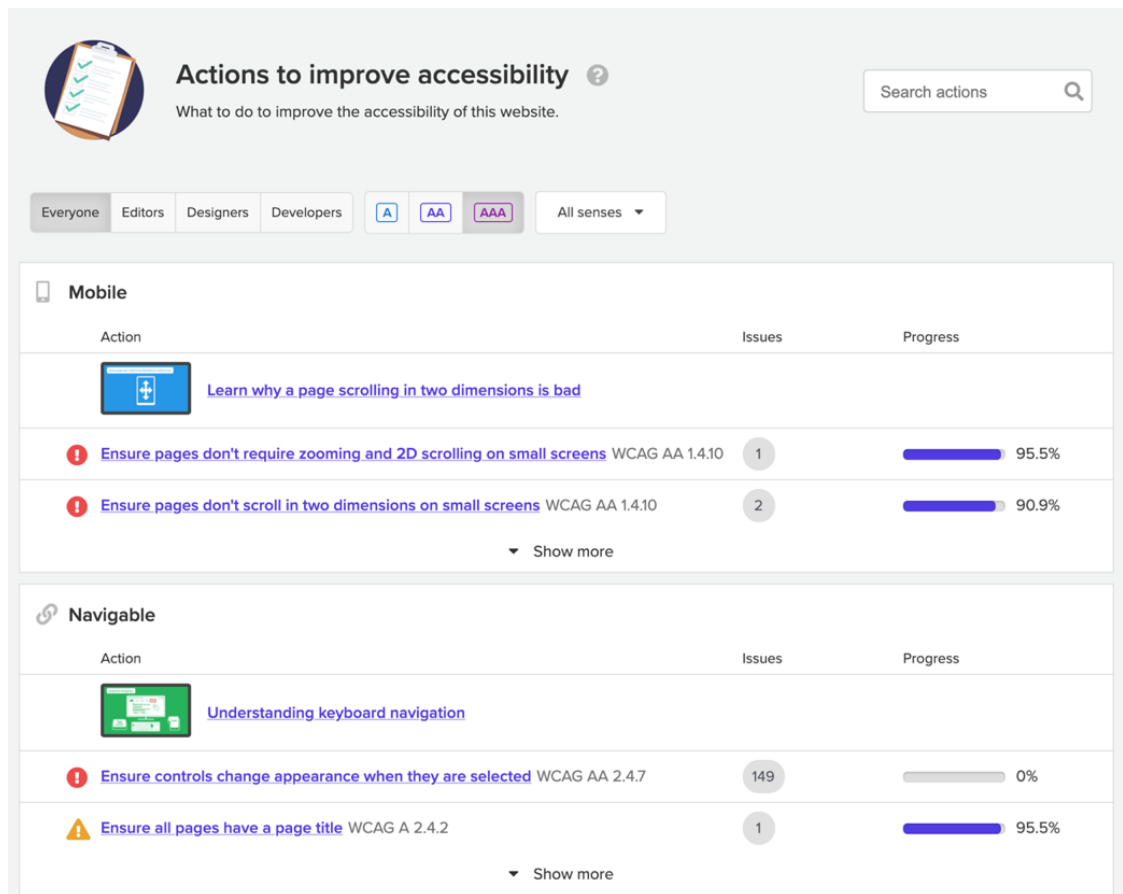 Actions to improve accessibility ?
What to do to improve the accessibility of this website.
Search actions
Everyone Editors Designers Developers A AA AAA All senses
Mobile
Action Issues Progress
Learn why a page scrolling in two dimensions is bad
Ensure pages don't require zooming and 2D scrolling on small screens WCAG AA 1.4.10 1 95.5%
Ensure pages don't scroll in two dimensions on small screens WCAG AA 1.4.10 2 90.9%
Show more
Navigable
Action Issues Progress
Understanding keyboard navigation
Ensure controls change appearance when they are selected WCAG AA 2.4.7 149 0%
Ensure all pages have a page title WCAG A 2.4.2 1 95.5%
Show more